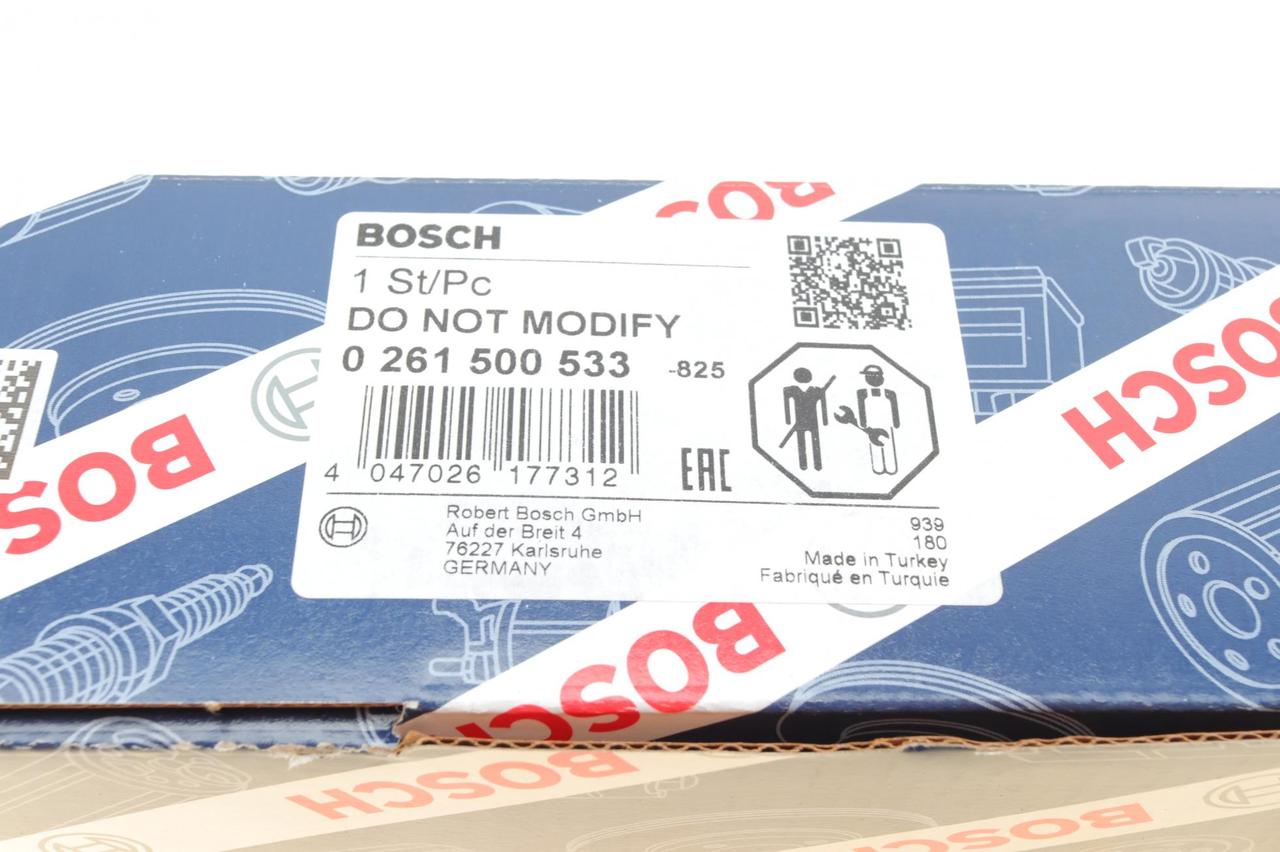 BOSCH
BOSCH
1 St/Pc
DO NOT MODIFY
0 261 500 533 -825
4 047026 177312
EAC
Robert Bosch GmbH
Auf der Breit 4
76227 Karlsruhe
GERMANY
939
180
Made in Turkey
Fabriqué en Turquie
BOSCH
BOSCH
BOSCH
BOSCH
BOSCH